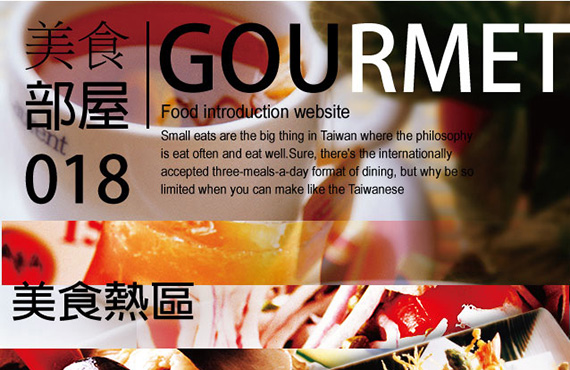 美食
部屋
018
GOURMET
Food introduction website
Small eats are the big thing in Taiwan where the philosophy
is eat often and eat well.Sure, there's the internationally
accepted three-meals-a-day format of dining, but why be so
limited when you can make like the Taiwanese
美食熱區